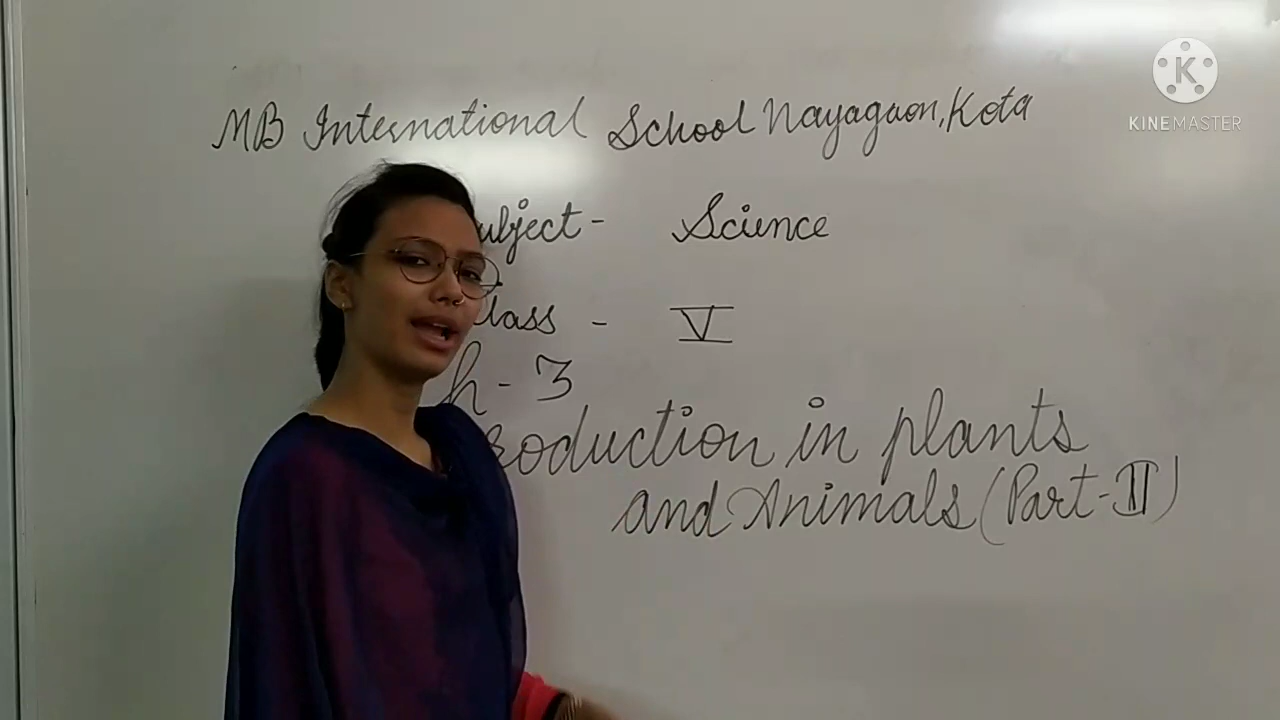 MB International School Nayagaon, Kota
ubject - Science
lass - V
h - 3
roduction in plants
and Animals (Part-II)
K
KINEMASTER